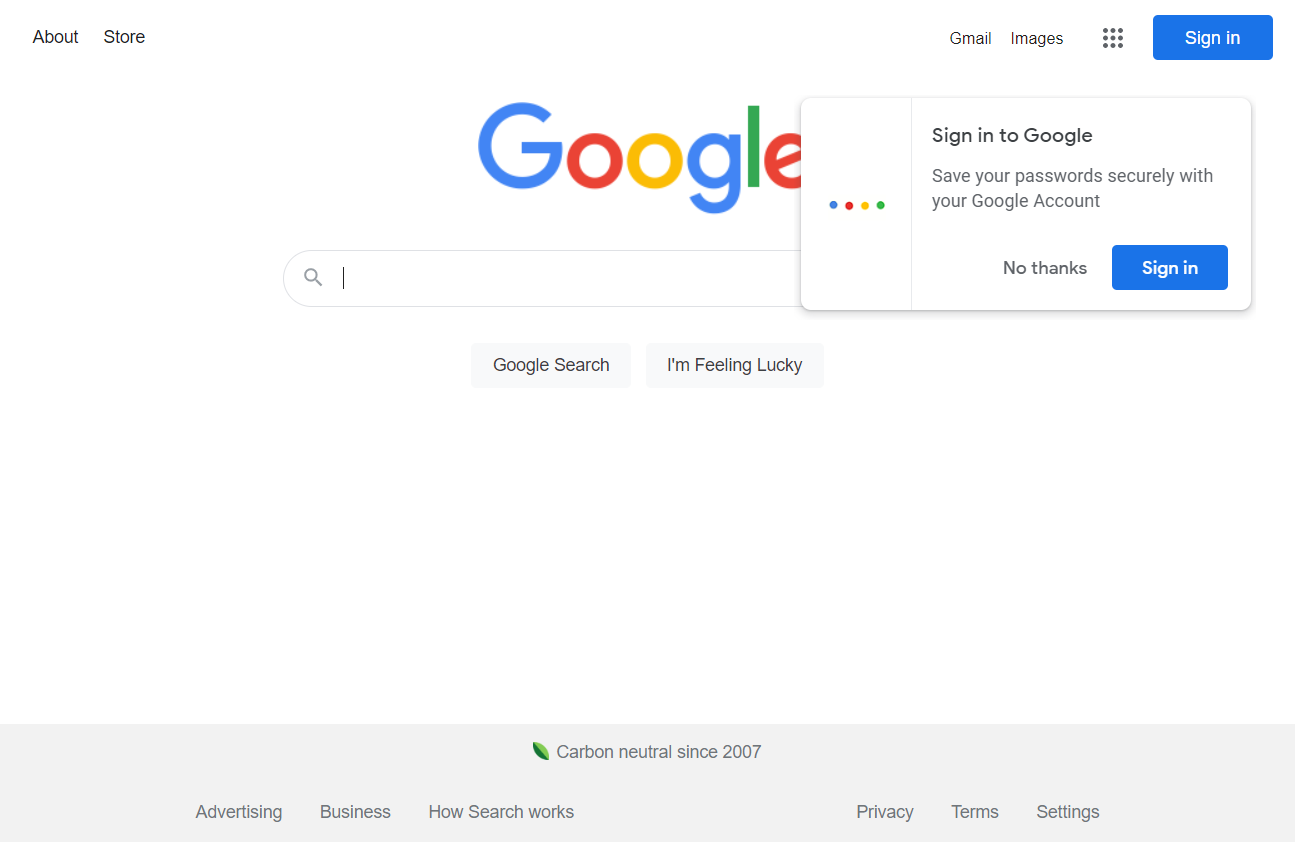 About Store
Gmail Images Sign in
Google
Sign in to Google
Save your passwords securely with
your Google Account
No thanks Sign in
Google Search I'm Feeling Lucky
Carbon neutral since 2007
Advertising Business How Search works
Privacy Terms Settings